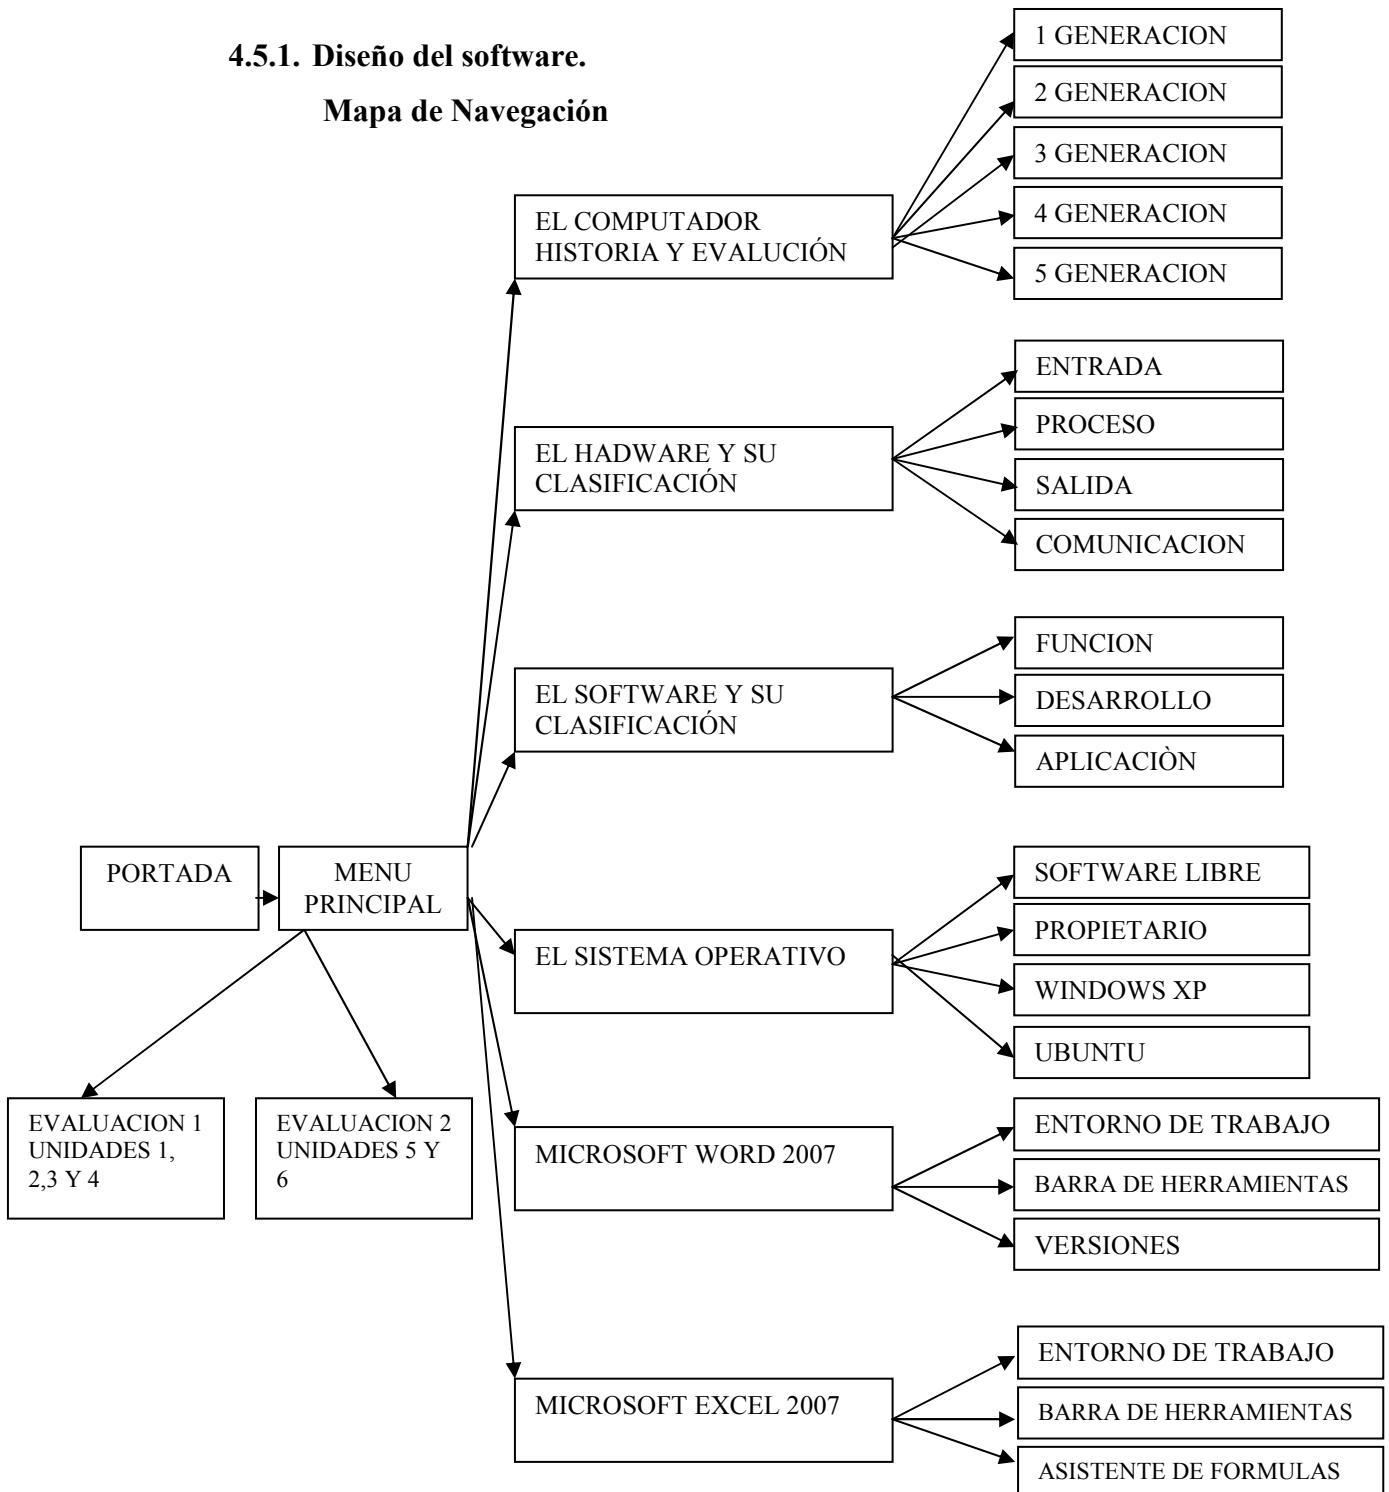 4.5.1. Diseño del software.
Mapa de Navegación
1 GENERACION
2 GENERACION
3 GENERACION
4 GENERACION
5 GENERACION
EL COMPUTADOR
HISTORIA Y EVALUCIÓN
ENTRADA
PROCESO
SALIDA
COMUNICACION
EL HADWARE Y SU
CLASIFICACIÓN
FUNCION
DESARROLLO
APLICACIÒN
EL SOFTWARE Y SU
CLASIFICACIÓN
PORTADA
MENU
PRINCIPAL
SOFTWARE LIBRE
PROPIETARIO
WINDOWS XP
UBUNTU
EL SISTEMA OPERATIVO
EVALUACION 1
UNIDADES 1,
2,3 Y 4
EVALUACION 2
UNIDADES 5 Y
6
MICROSOFT WORD 2007
ENTORNO DE TRABAJO
BARRA DE HERRAMIENTAS
VERSIONES
MICROSOFT EXCEL 2007
ENTORNO DE TRABAJO
BARRA DE HERRAMIENTAS
ASISTENTE DE FORMULAS